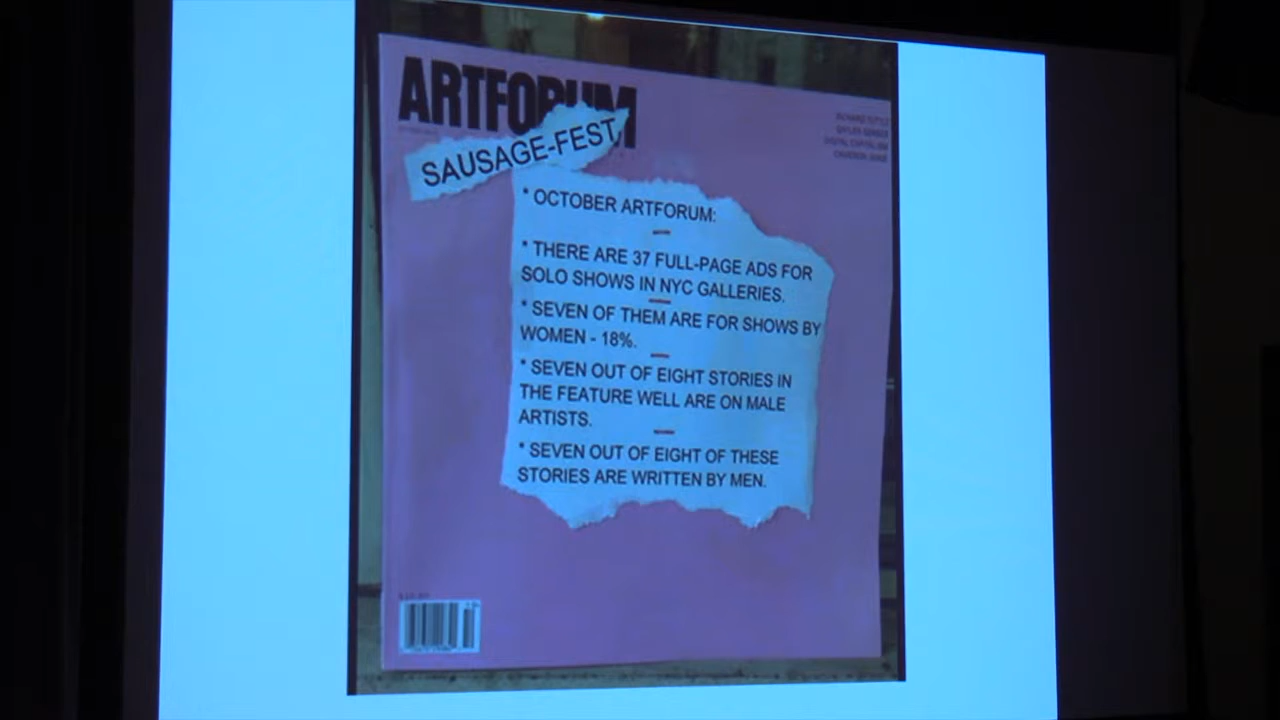 ARTFORUM
SAUSAGE-FEST
* OCTOBER ARTFORUM:
* THERE ARE 37 FULL-PAGE ADS FOR
SOLO SHOWS IN NYC GALLERIES.
* SEVEN OF THEM ARE FOR SHOWS BY
WOMEN - 18%.
* SEVEN OUT OF EIGHT STORIES IN
THE FEATURE WELL ARE ON MALE
ARTISTS.
* SEVEN OUT OF EIGHT OF THESE
STORIES ARE WRITTEN BY MEN.